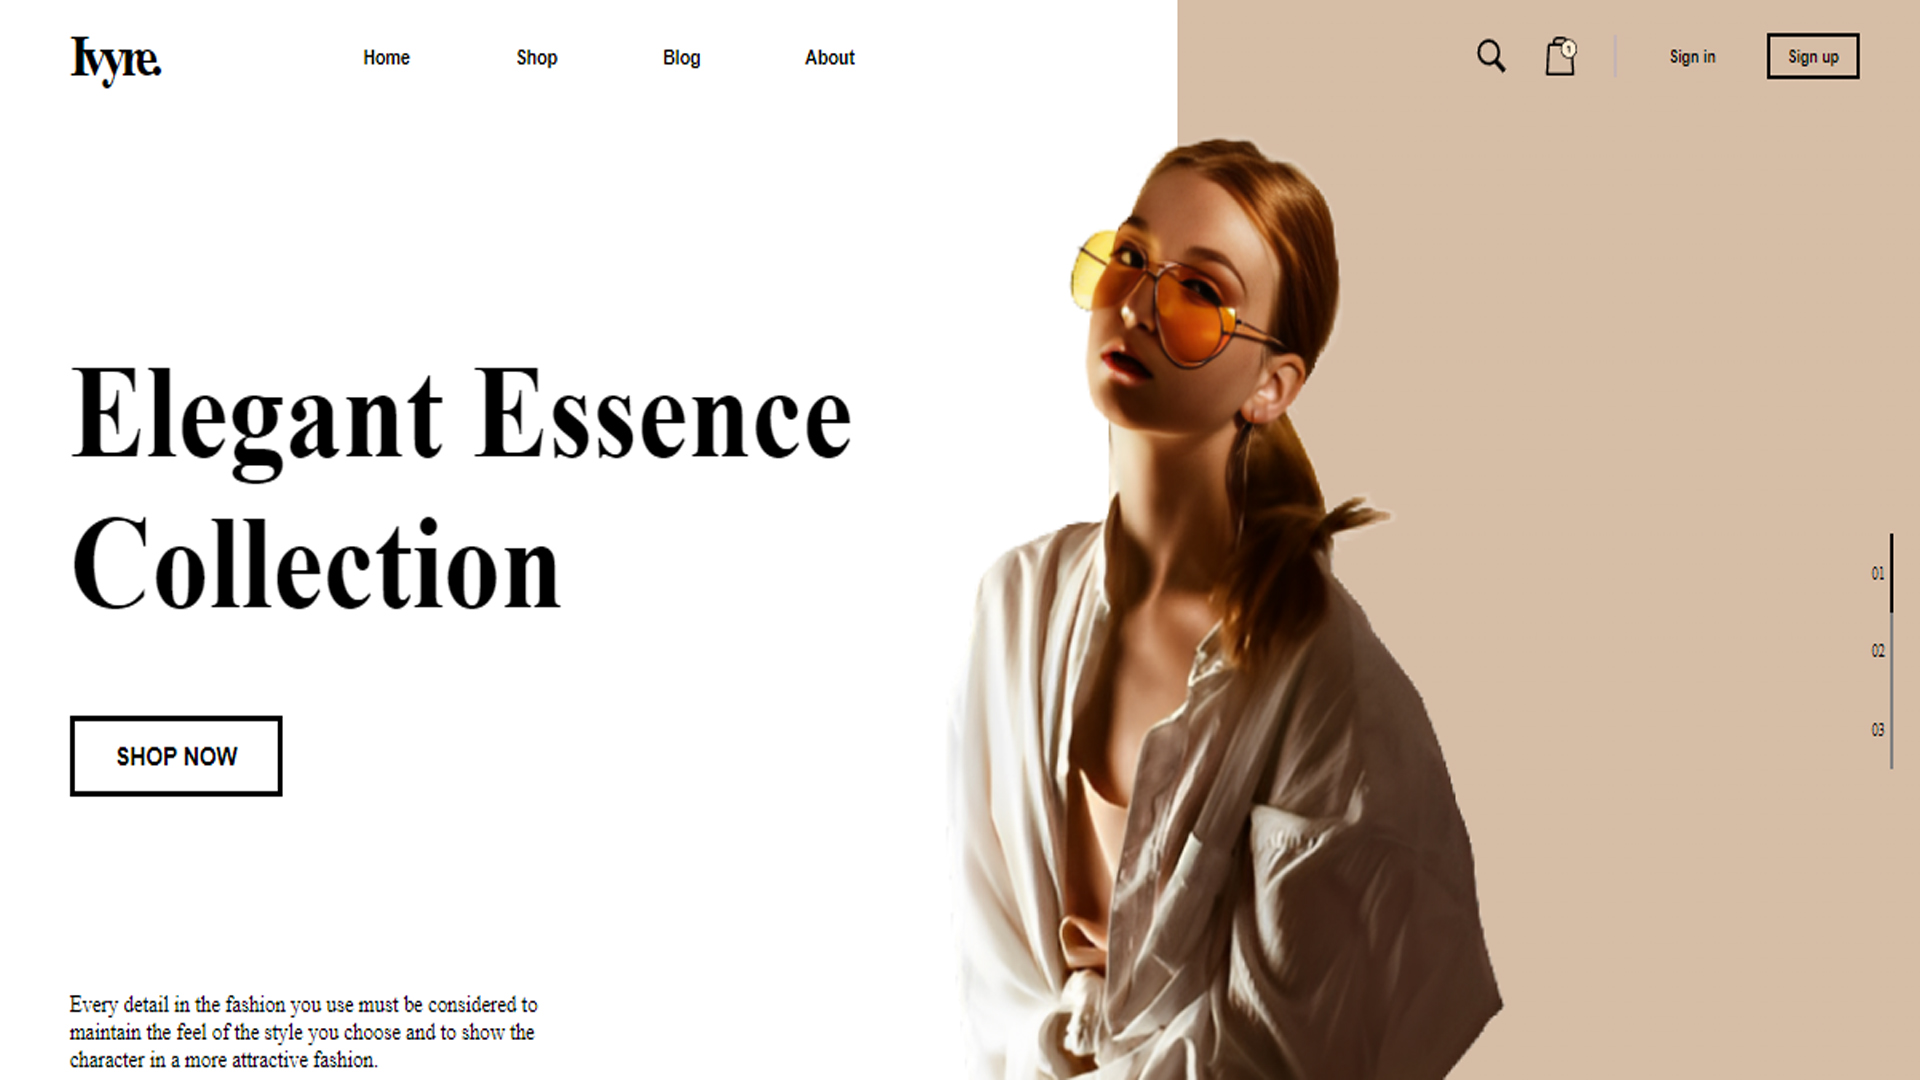 Ivyre.
Home
Shop
Blog
About
1
Sign in
Sign up
Elegant Essence
Collection
SHOP NOW
01
02
03
Every detail in the fashion you use must be considered to
maintain the feel of the style you choose and to show the
character in a more attractive fashion.